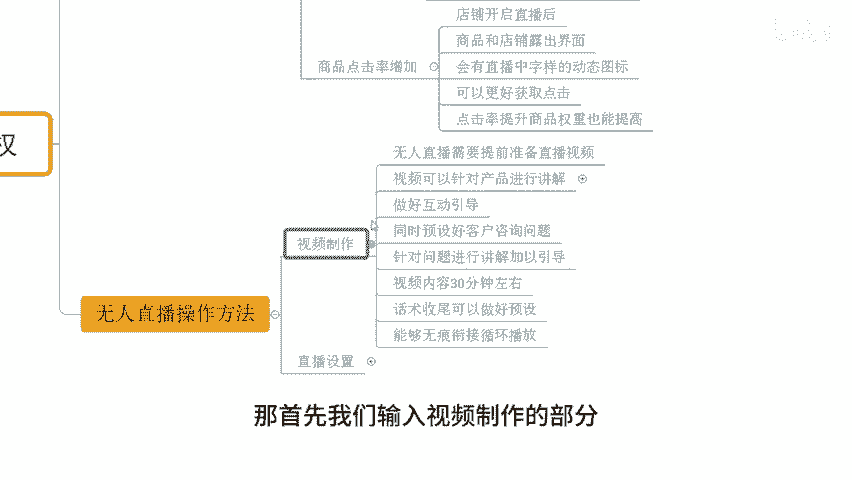 店铺开启直播后
商品和店铺露出界面
商品点击率增加
会有直播中字样的动态图标
可以更好获取点击
点击率提升商品权重也能提高
权
无人直播需要提前准备直播视频
视频可以针对产品进行讲解
做好互动引导
同时预设好客户咨询问题
视频制作
针对问题进行讲解加以引导
视频内容30分钟左右
无人直播操作方法
话术收尾可以做好预设
能够无痕衔接循环播放
直播设置
那首先我们输入视频制作的部分